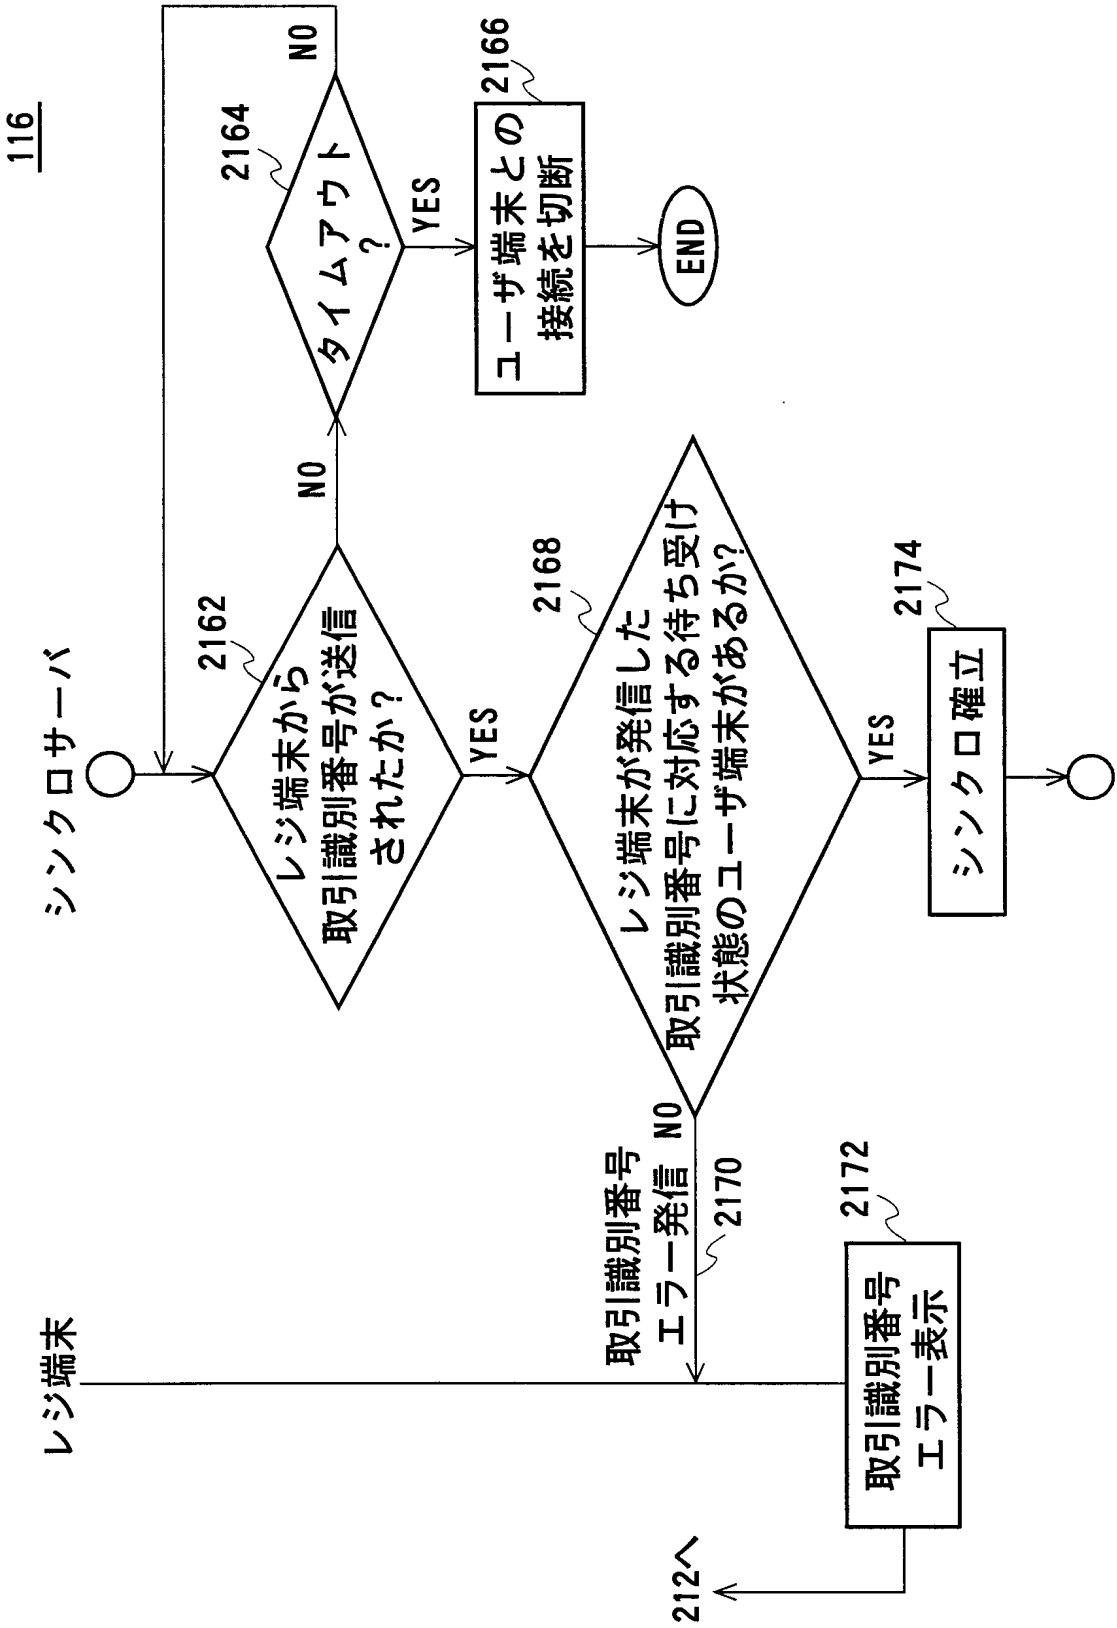 116
レジ端末
シンクロサーバ
2162
レジ端末から
取引識別番号が送信
されたか?
NO
2164
タイムアウト
?
NO
YES
2166
ユーザ端末との
接続を切断
END
YES
2168
レジ端末が発信した
取引識別番号に対応する待ち受け
状態のユーザ端末があるか?
取引識別番号
エラー発信
NO
2170
2172
取引識別番号
エラー表示
212へ
YES
2174
シンクロ確立